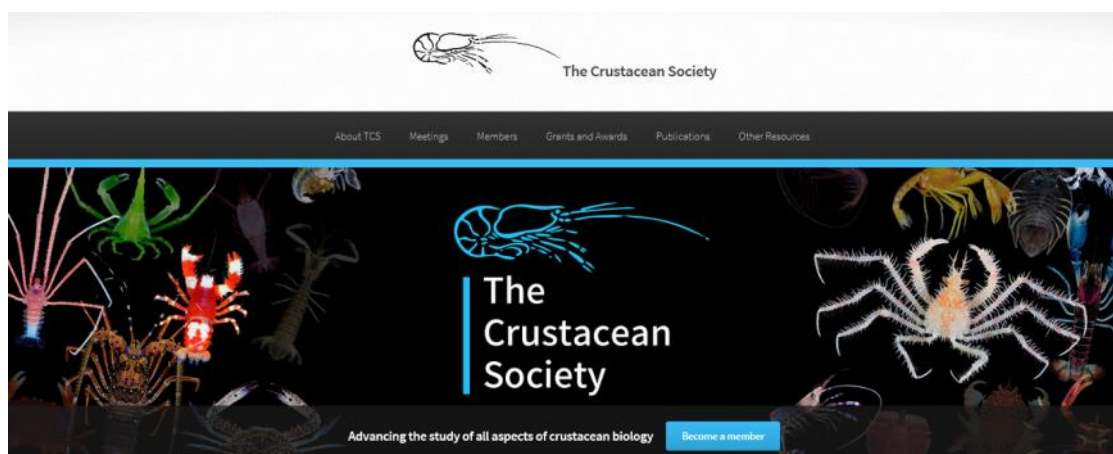 The Crustacean Society
About TCS Meetings Members Grants and Awards Publications Other Resources
The
Crustacean
Society
Advancing the study of all aspects of crustacean biology Become a member